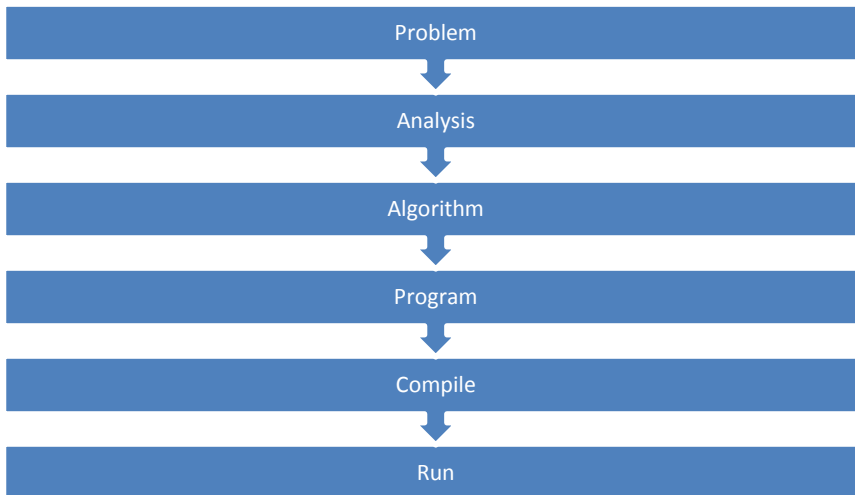 Problem
Analysis
Algorithm
Program
Compile
Run